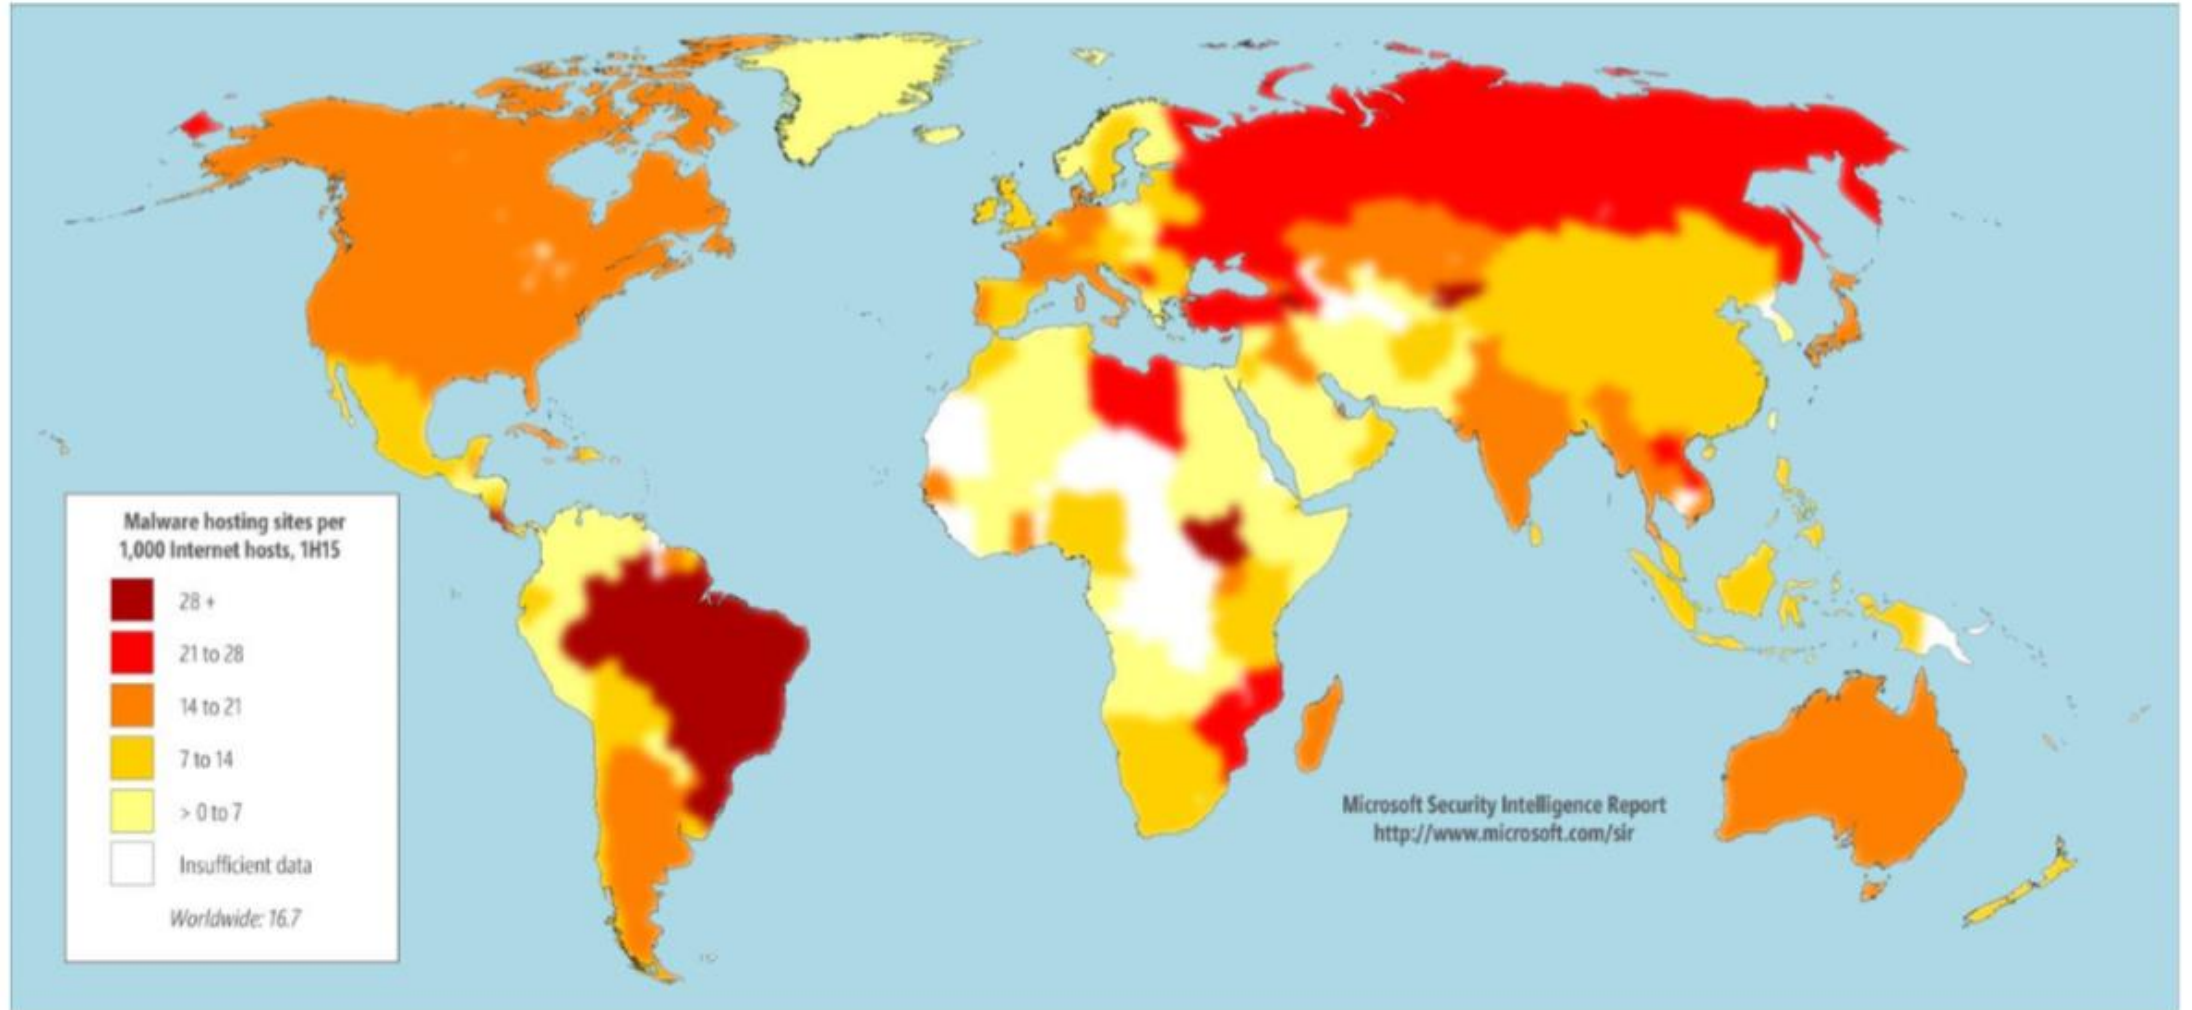 Malware hosting sites per
1,000 Internet hosts, 1H15
28 +
21 to 28
14 to 21
7 to 14
> 0 to 7
Insufficient data
Worldwide: 16.7
Microsoft Security Intelligence Report
http://www.microsoft.com/sir